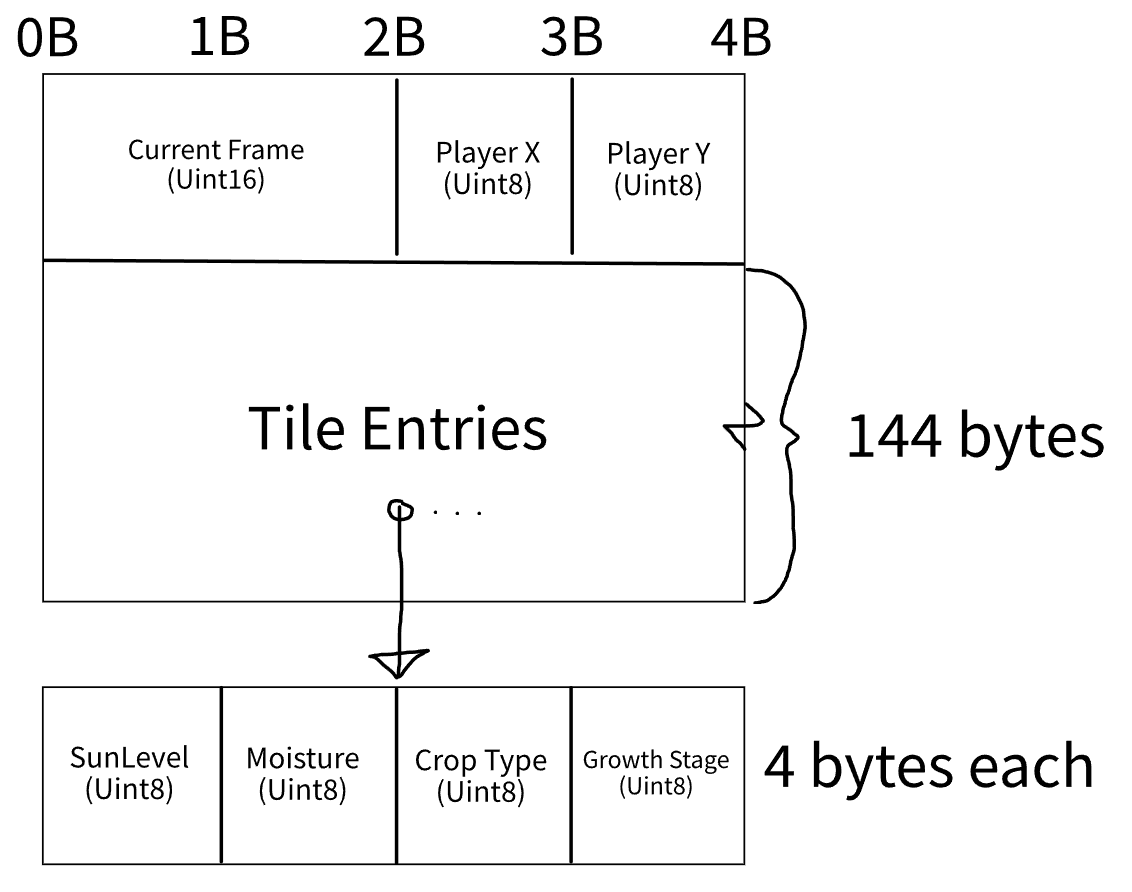 0B 1B 2B 3B 4B
Current Frame
(Uint16)
Player X
(Uint8)
Player Y
(Uint8)
Tile Entries
. . .
144 bytes
SunLevel
(Uint8)
Moisture
(Uint8)
Crop Type
(Uint8)
Growth Stage
(Uint8)
4 bytes each